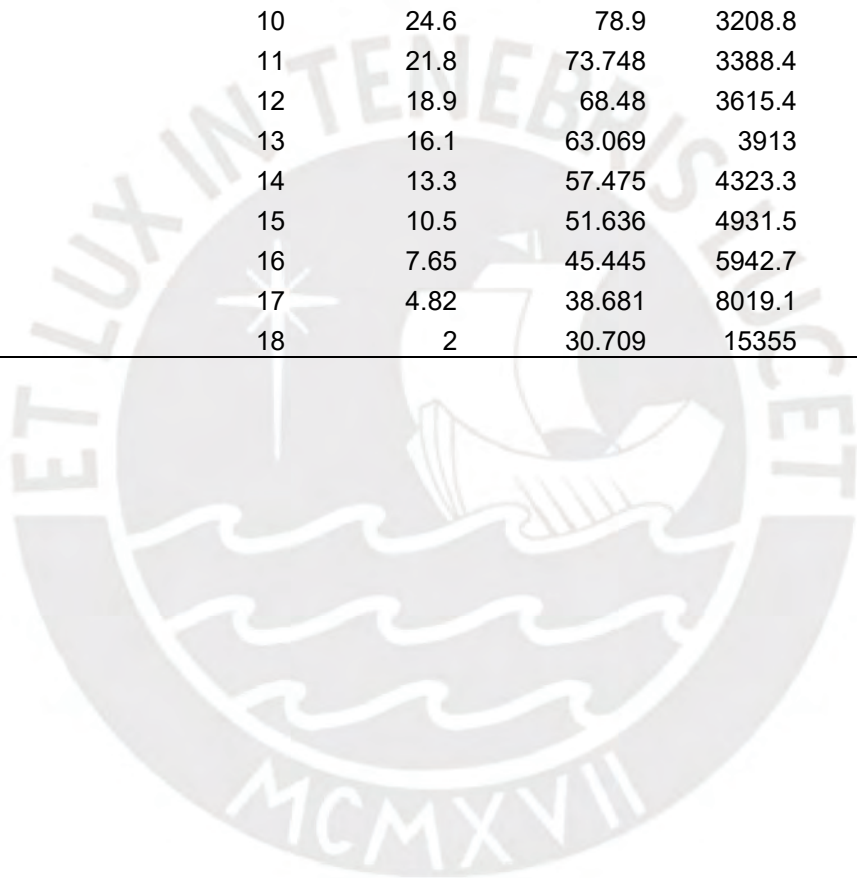 10 24.6 78.9 3208.8
11 21.8 73.748 3388.4
12 18.9 68.48 3615.4
13 16.1 63.069 3913
14 13.3 57.475 4323.3
15 10.5 51.636 4931.5
16 7.65 45.445 5942.7
17 4.82 38.681 8019.1
18 2 30.709 15355
ET LUX IN TENEBRIS LUCET
MCMXVII